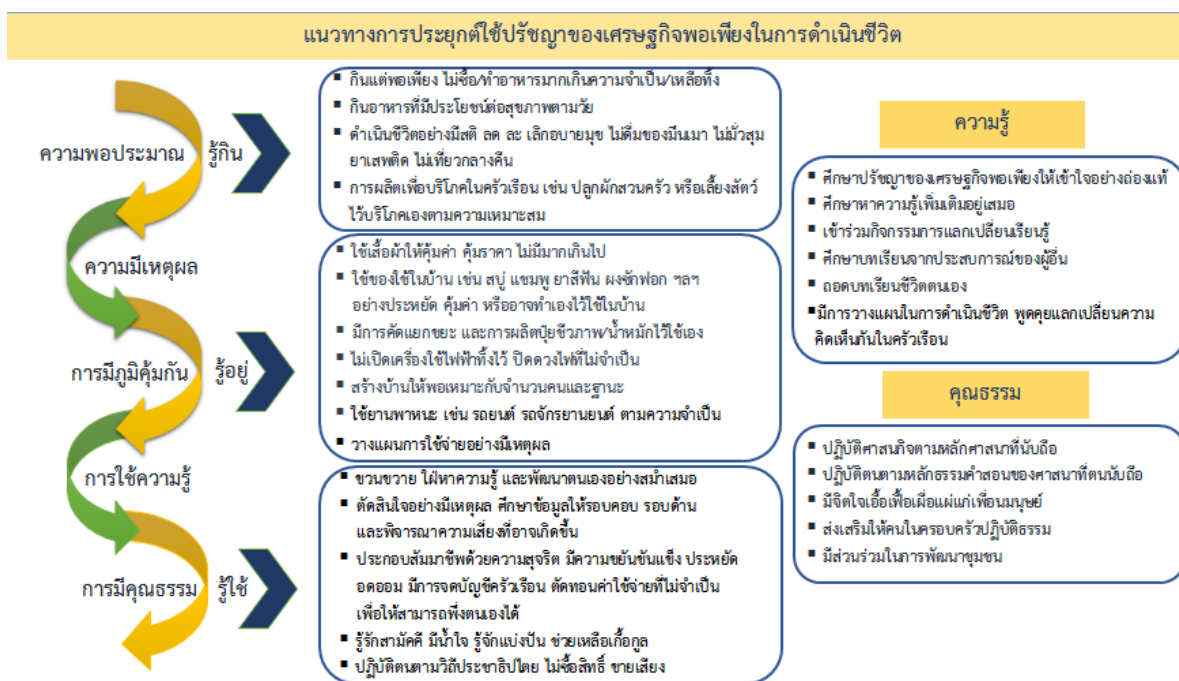 แนวทางการประยุกต์ใช้ปรัชญาของเศรษฐกิจพอเพียงในการดำเนินชีวิต
ความพอประมาณ
รู้กิน
▪ กินแต่พอเพียง ไม่ซื้อ/ทำอาหารมากเกินความจำเป็น/เหลือทิ้ง
▪ กินอาหารที่มีประโยชน์ต่อสุขภาพตามวัย
▪ ดำเนินชีวิตอย่างมีสติ ลด ละ เลิกอบายมุข ไม่ดื่มของมึนเมา ไม่มั่วสุม
ยาเสพติด ไม่เที่ยวกลางคืน
▪ การผลิตเพื่อบริโภคในครัวเรือน เช่น ปลูกผักสวนครัว หรือเลี้ยงสัตว์
ไว้บริโภคเองตามความเหมาะสม
ความมีเหตุผล
การมีภูมิคุ้มกัน
รู้อยู่
▪ ใช้เสื้อผ้าให้คุ้มค่า คุ้มราคา ไม่มีมากเกินไป
▪ ใช้ของใช้ในบ้าน เช่น สบู่ แชมพู ยาสีฟัน ผงซักฟอก ฯลฯ
อย่างประหยัด คุ้มค่า หรืออาจทำเองไว้ใช้ในบ้าน
▪ มีการคัดแยกขยะ และการผลิตปุ๋ยชีวภาพ/น้ำหมักไว้ใช้เอง
▪ ไม่เปิดเครื่องใช้ไฟฟ้าทิ้งไว้ ปิดดวงไฟที่ไม่จำเป็น
▪ สร้างบ้านให้พอเหมาะกับจำนวนคนและฐานะ
▪ ใช้ยานพาหนะ เช่น รถยนต์ รถจักรยานยนต์ ตามความจำเป็น
▪ วางแผนการใช้จ่ายอย่างมีเหตุผล
การใช้ความรู้
การมีคุณธรรม
รู้ใช้
▪ ขวนขวาย ใฝ่หาความรู้ และพัฒนาตนเองอย่างสม่ำเสมอ
▪ ตัดสินใจอย่างมีเหตุผล ศึกษาข้อมูลให้รอบคอบ รอบด้าน
และพิจารณาความเสี่ยงที่อาจเกิดขึ้น
▪ ประกอบสัมมาชีพด้วยความสุจริต มีความขยันขันแข็ง ประหยัด
อดออม มีการจดบัญชีครัวเรือน ตัดทอนค่าใช้จ่ายที่ไม่จำเป็น
เพื่อให้สามารถพึ่งตนเองได้
▪ รู้รักสามัคคี มีน้ำใจ รู้จักแบ่งปัน ช่วยเหลือเกื้อกูล
▪ ปฏิบัติตนตามวิถีประชาธิปไตย ไม่ซื้อสิทธิ์ ขายเสียง
ความรู้
▪ ศึกษาปรัชญาของเศรษฐกิจพอเพียงให้เข้าใจอย่างถ่องแท้
▪ ศึกษาหาความรู้เพิ่มเติมอยู่เสมอ
▪ เข้าร่วมกิจกรรมการแลกเปลี่ยนเรียนรู้
▪ ศึกษาบทเรียนจากประสบการณ์ของผู้อื่น
▪ ถอดบทเรียนชีวิตตนเอง
▪มีการวางแผนในการดำเนินชีวิต พูดคุยแลกเปลี่ยนความ
คิดเห็นกันในครัวเรือน
คุณธรรม
▪ ปฏิบัติศาสนกิจตามหลักศาสนาที่นับถือ
▪ ปฏิบัติตนตามหลักธรรมคำสอนของศาสนาที่ตนนับถือ
▪ มีจิตใจเอื้อเฟื้อเผื่อแผ่แก่เพื่อนมนุษย์
▪ ส่งเสริมให้คนในครอบครัวปฏิบัติธรรม
▪ มีส่วนร่วมในการพัฒนาชุมชน